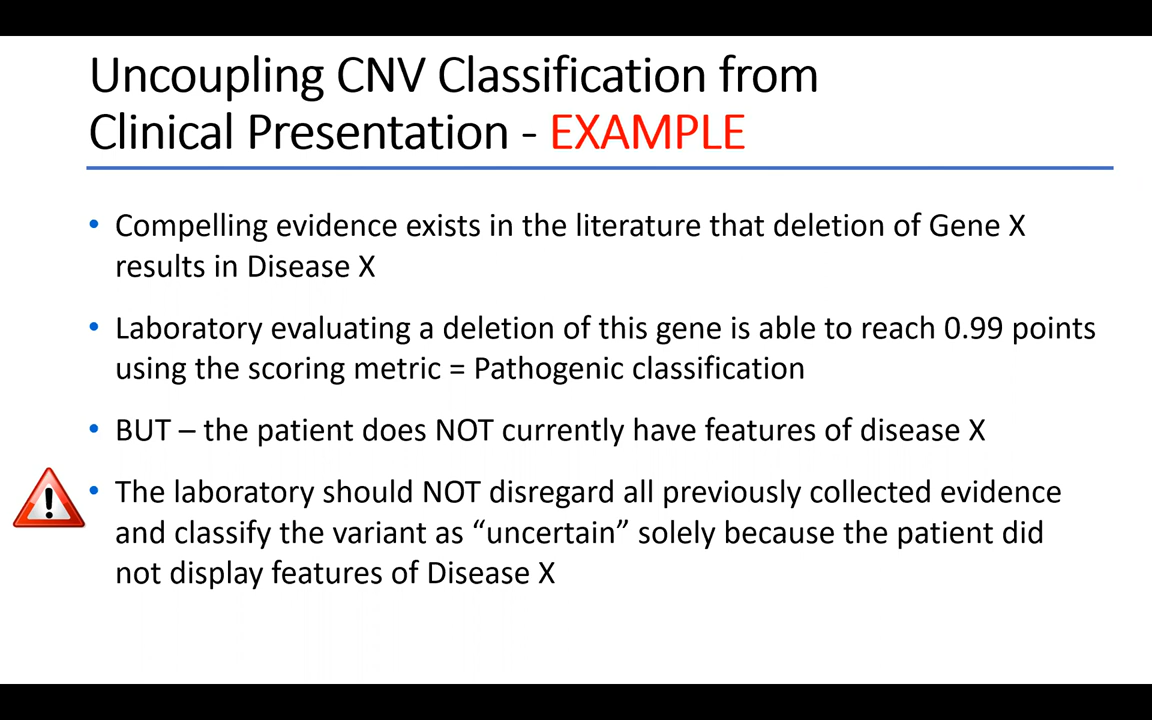 Uncoupling CNV Classification from
Clinical Presentation - EXAMPLE
• Compelling evidence exists in the literature that deletion of Gene X
results in Disease X
• Laboratory evaluating a deletion of this gene is able to reach 0.99 points
using the scoring metric = Pathogenic classification
• BUT – the patient does NOT currently have features of disease X
• The laboratory should NOT disregard all previously collected evidence
and classify the variant as “uncertain” solely because the patient did
not display features of Disease X